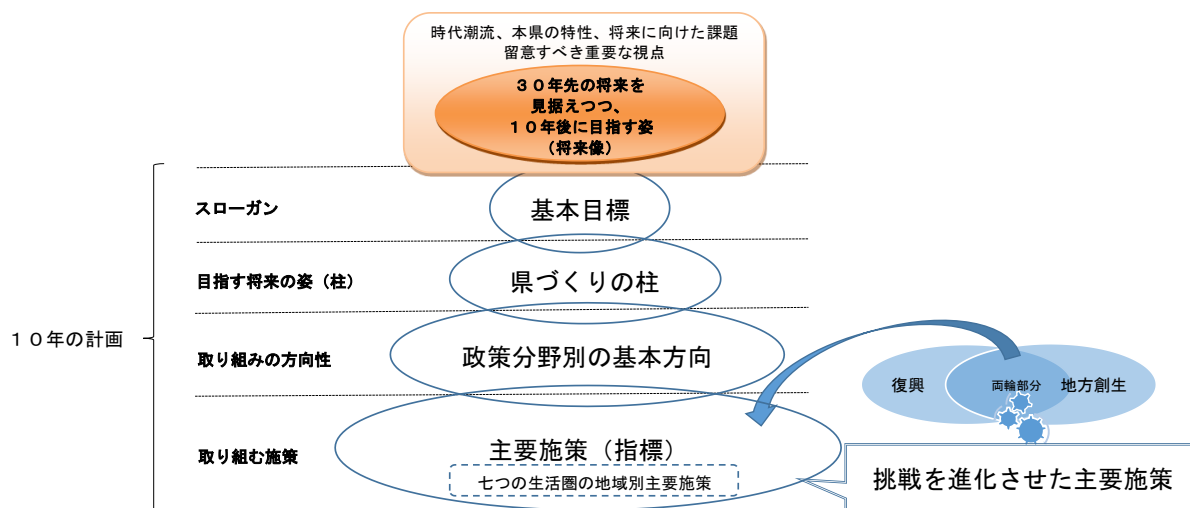 時代潮流、本県の特性、将来に向けた課題
留意すべき重要な視点
３０年先の将来を
見据えつつ、
１０年後に目指す姿
（将来像）
スローガン
基本目標
目指す将来の姿（柱）
県づくりの柱
１０年の計画
取り組みの方向性
政策分野別の基本方向
復興
両輪部分
地方創生
取り組む施策
主要施策（指標）
七つの生活圏の地域別主要施策
挑戦を進化させた主要施策